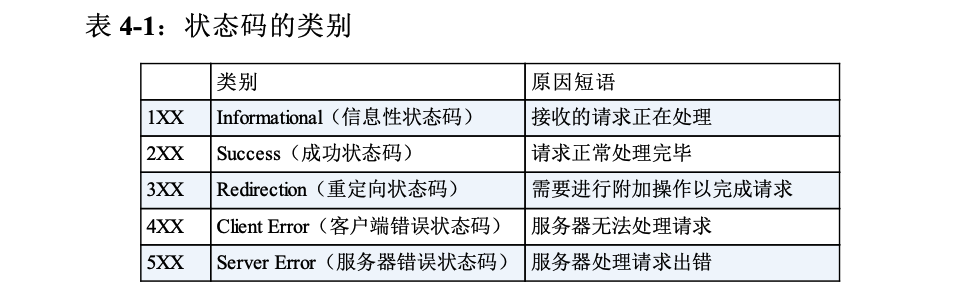 表 4-1：状态码的类别
类别 原因短语
1XX Informational（信息性状态码） 接收的请求正在处理
2XX Success（成功状态码） 请求正常处理完毕
3XX Redirection（重定向状态码） 需要进行附加操作以完成请求
4XX Client Error（客户端错误状态码） 服务器无法处理请求
5XX Server Error（服务器错误状态码） 服务器处理请求出错